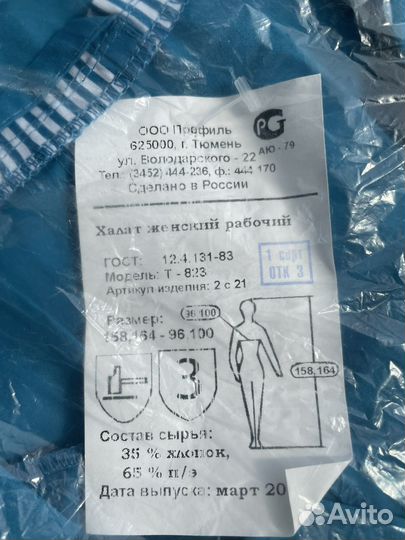 ООО Профиль
625000, г. Тюмень
ул. Володарского - 22
АЮ - 79
Тел.: (3452) 444-236, ф.: 444-170
Сделано в России
Халат женский рабочий
ГОСТ: 12.4.131-83
Модель: Т - 823
Артикул изделия: 2 с 21
1 сорт
ОТК 3
Размер:
158,164 - 96.100
96.100
158,164
З
Состав сырья:
35 % хлопок,
65 % п/э
Дата выпуска: март 20
Avito